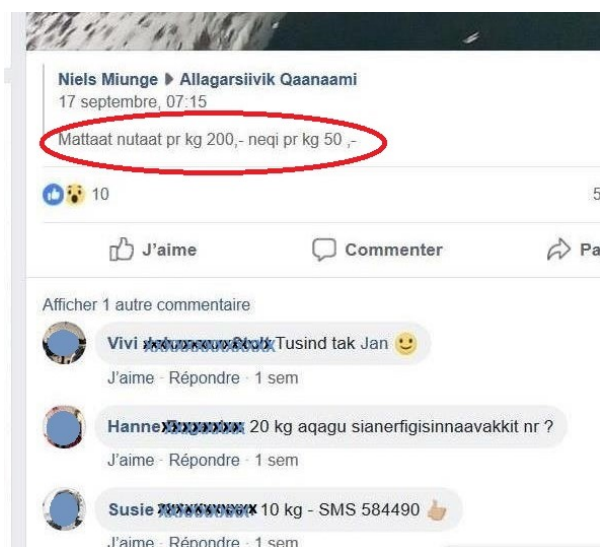 Niels Miunge ▶ Allagarsiivik Qaanaami
17 septembre, 07:15
Mattaat nutaat pr kg 200,- neqi pr kg 50 ,-
10
5
J'aime Commenter Pa
Afficher 1 autre commentaire
Vivi Tusind tak Jan
J'aime · Répondre · 1 sem
Hanne 20 kg aqagu sianerfigisinnaavakkit nr ?
J'aime · Répondre · 1 sem
Susie 10 kg - SMS 584490
J'aime · Répondre · 1 sem